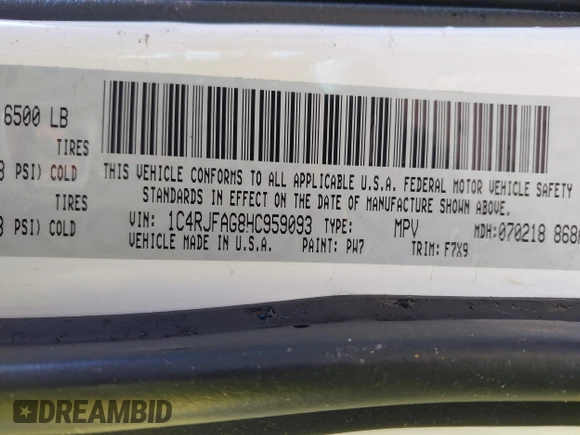 6500 LB
TIRES
PSI) COLD
TIRES
PSI) COLD
THIS VEHICLE CONFORMS TO ALL APPLICABLE U.S.A. FEDERAL MOTOR VEHICLE SAFETY
STANDARDS IN EFFECT ON THE DATE OF MANUFACTURE SHOWN ABOVE.
VIN: 1C4RJFAG8HC959093 TYPE: MPV MDH:070218 868
VEHICLE MADE IN U.S.A. PAINT: PW7 TRIM: F7X9
DREAMBID